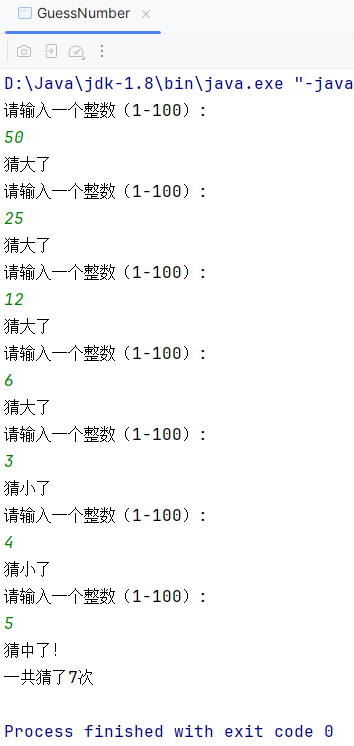 GuessNumber
D:\Java\jdk-1.8\bin\java.exe "-java
请输入一个整数（1-100）：
50
猜大了
请输入一个整数（1-100）：
25
猜大了
请输入一个整数（1-100）：
12
猜大了
请输入一个整数（1-100）：
6
猜大了
请输入一个整数（1-100）：
3
猜小了
请输入一个整数（1-100）：
4
猜小了
请输入一个整数（1-100）：
5
猜中了！
一共猜了7次
Process finished with exit code 0